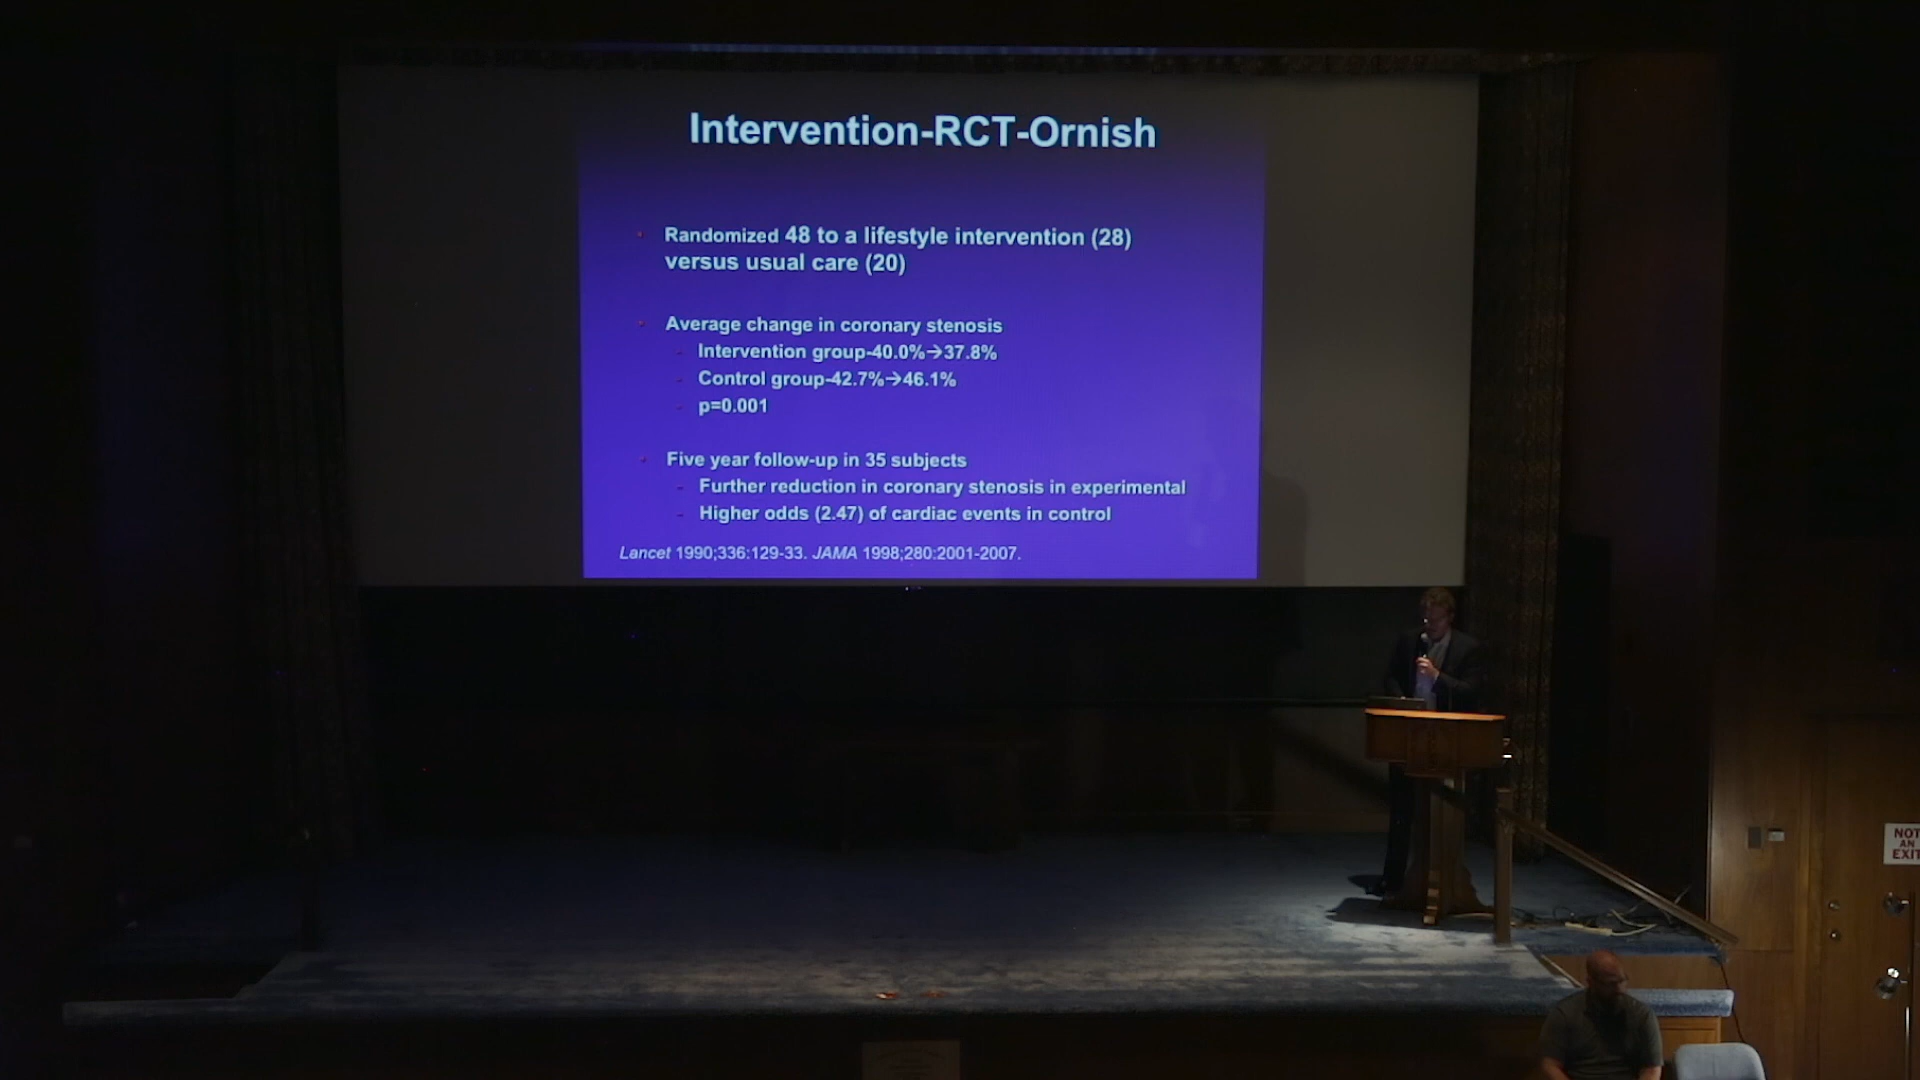 Intervention-RCT-Ornish
Randomized 48 to a lifestyle intervention (28)
versus usual care (20)
Average change in coronary stenosis
Intervention group-40.0%→37.8%
Control group-42.7%→46.1%
p=0.001
Five year follow-up in 35 subjects
Further reduction in coronary stenosis in experimental
Higher odds (2.47) of cardiac events in control
Lancet 1990;336:129-33. JAMA 1998;280:2001-2007.
NOT
AN
EXIT